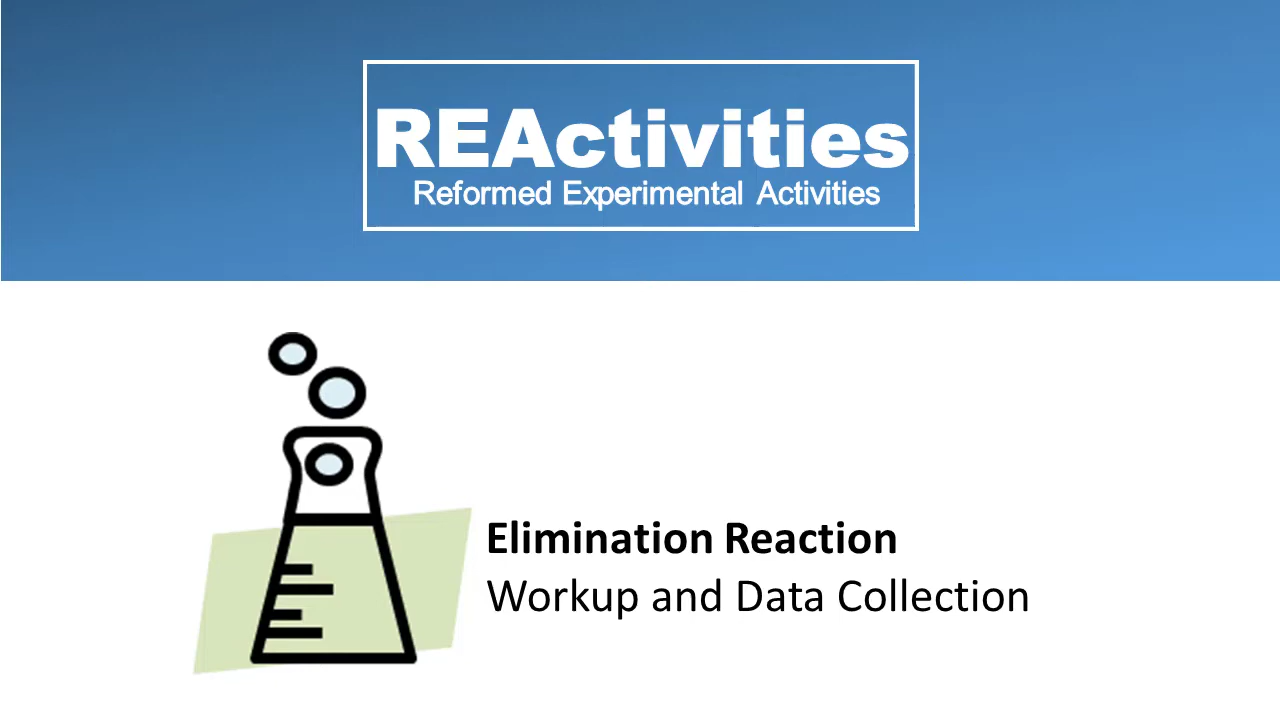 REActivities
Reformed Experimental Activities
Elimination Reaction
Workup and Data Collection